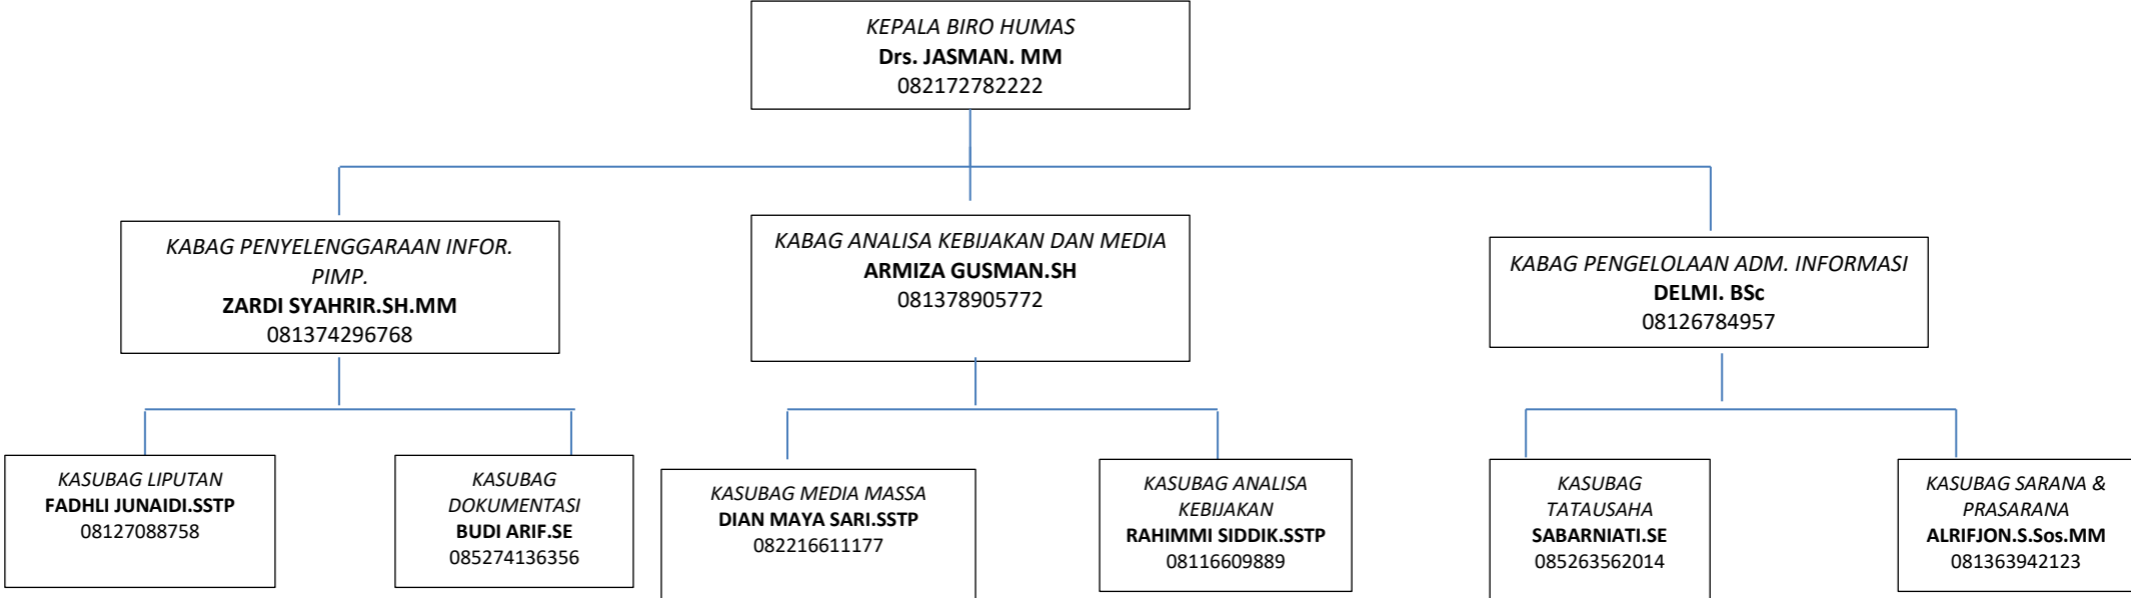 KEPALA BIRO HUMAS
Drs. JASMAN. MM
082172782222
KABAG PENYELENGGARAAN INFOR.
PIMP.
ZARDI SYAHRIR.SH.MM
081374296768
KABAG ANALISA KEBIJAKAN DAN MEDIA
ARMIZA GUSMAN.SH
081378905772
KABAG PENGELOLAAN ADM. INFORMASI
DELMI. BSc
08126784957
KASUBAG LIPUTAN
FADHLI JUNAIDI.SSTP
08127088758
KASUBAG
DOKUMENTASI
BUDI ARIF.SE
085274136356
KASUBAG MEDIA MASSA
DIAN MAYA SARI.SSTP
082216611177
KASUBAG ANALISA
KEBIJAKAN
RAHIMMI SIDDIK.SSTP
08116609889
KASUBAG
TATAUSAHA
SABARNIATI.SE
085263562014
KASUBAG SARANA &
PRASARANA
ALRIFJON.S.Sos.MM
081363942123